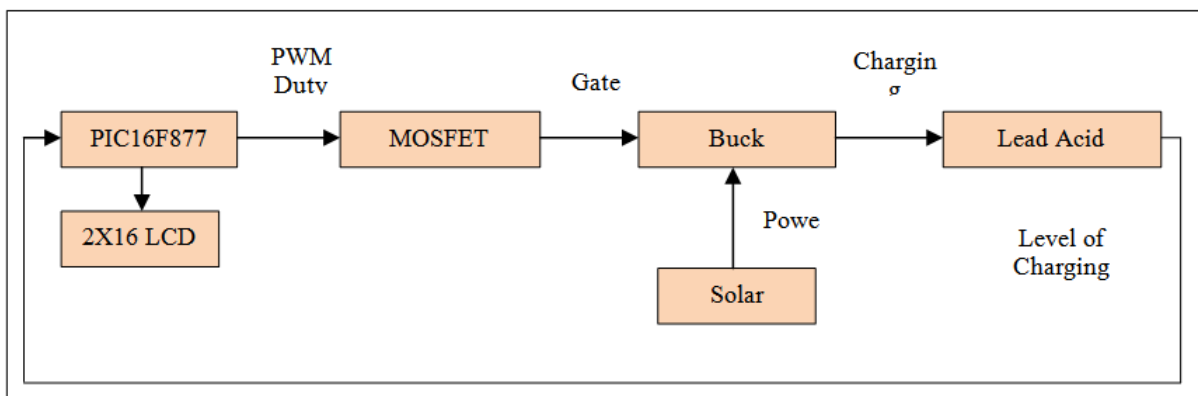 PWM
Duty
Gate
Chargin
g
PIC16F877
MOSFET
Buck
Lead Acid
2X16 LCD
Powe
Solar
Level of
Charging